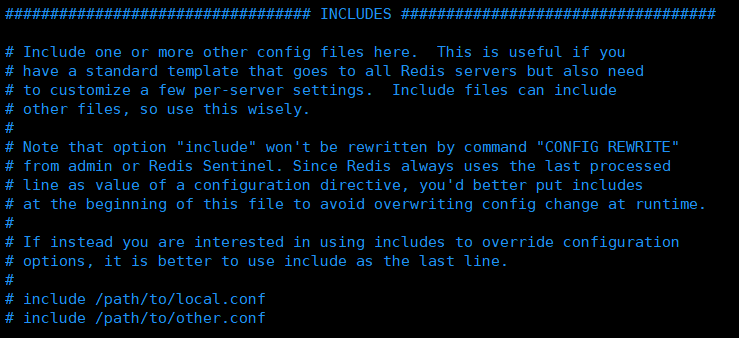 ################################## INCLUDES ###################################

# Include one or more other config files here.  This is useful if you
# have a standard template that goes to all Redis servers but also need
# to customize a few per-server settings.  Include files can include
# other files, so use this wisely.
#
# Note that option "include" won't be rewritten by command "CONFIG REWRITE"
# from admin or Redis Sentinel. Since Redis always uses the last processed
# line as value of a configuration directive, you'd better put includes
# at the beginning of this file to avoid overwriting config change at runtime.
#
# If instead you are interested in using includes to override configuration
# options, it is better to use include as the last line.
#
# include /path/to/local.conf
# include /path/to/other.conf